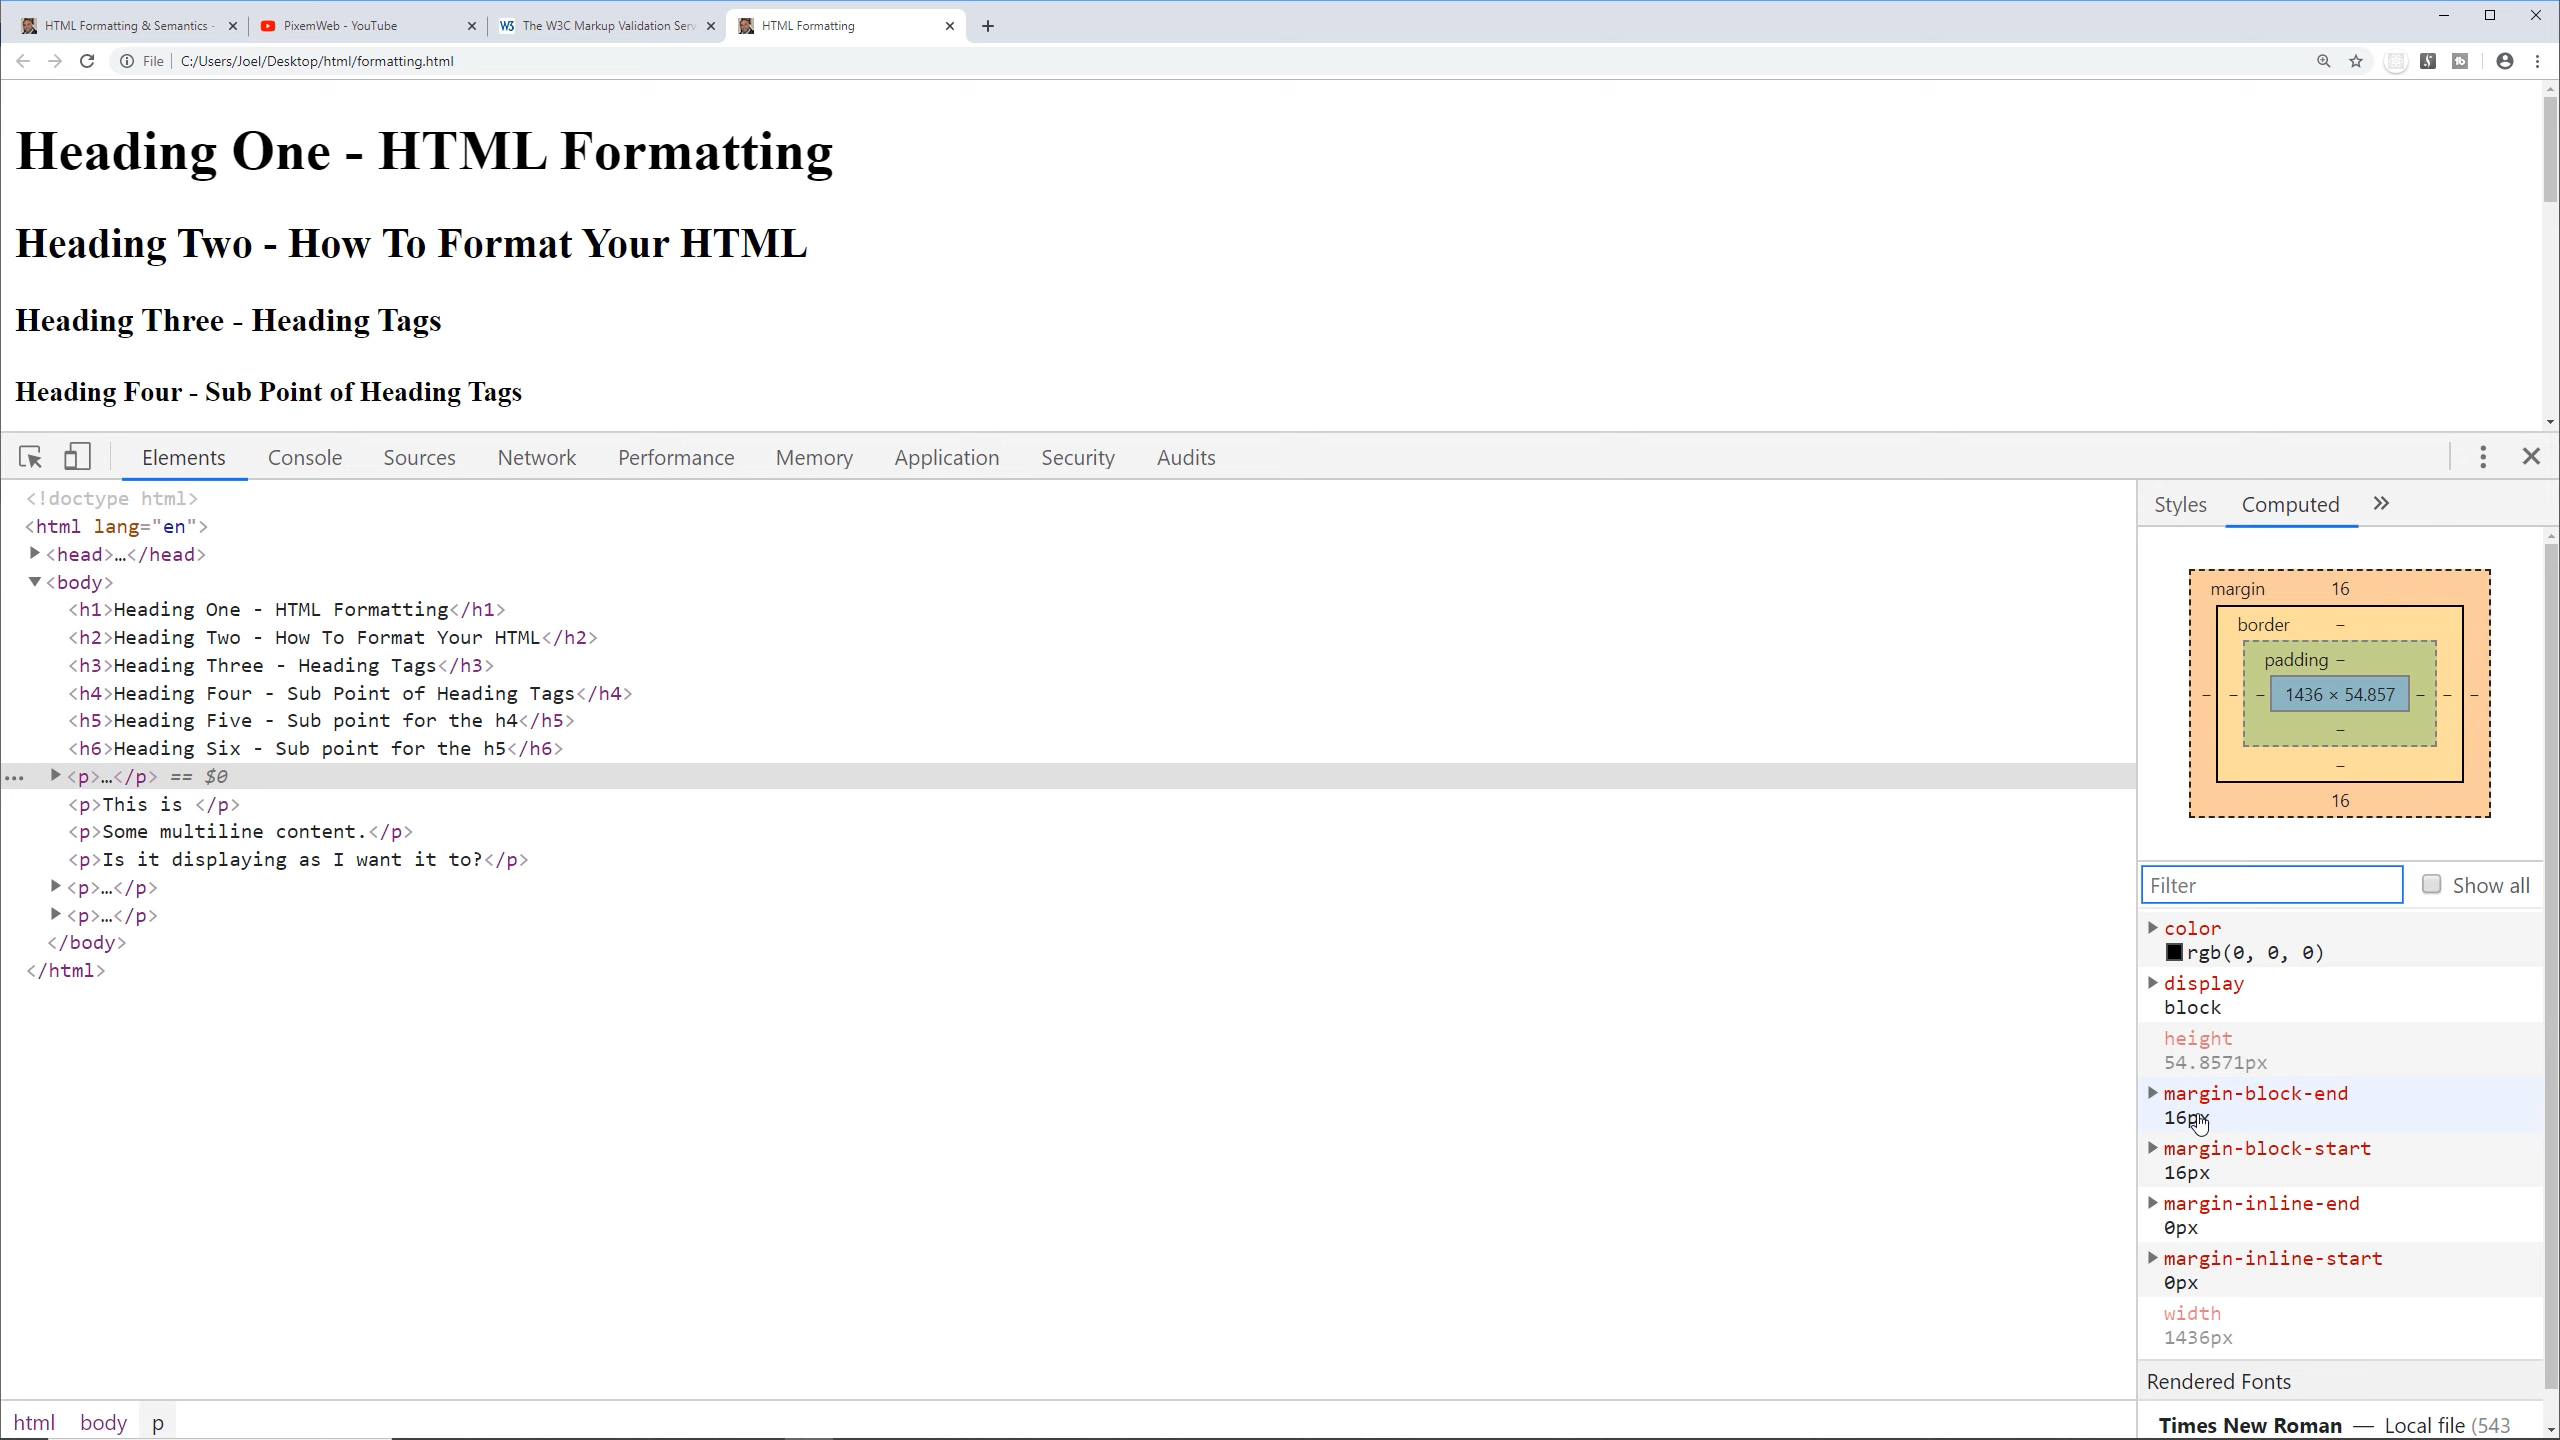 HTML Formatting & Semantics -
PixemWeb - YouTube
W3 The W3C Markup Validation Serv
HTML Formatting
File C:/Users/Joel/Desktop/html/formatting.html
Heading One - HTML Formatting
Heading Two - How To Format Your HTML
Heading Three - Heading Tags
Heading Four - Sub Point of Heading Tags
Elements Console Sources Network Performance Memory Application Security Audits
<!doctype html>
<html lang="en">
<head>…</head>
<body>
<h1>Heading One - HTML Formatting</h1>
<h2>Heading Two - How To Format Your HTML</h2>
<h3>Heading Three - Heading Tags</h3>
<h4>Heading Four - Sub Point of Heading Tags</h4>
<h5>Heading Five - Sub point for the h4</h5>
<h6>Heading Six - Sub point for the h5</h6>
… <p>…</p> == $0
<p>This is </p>
<p>Some multiline content.</p>
<p>Is it displaying as I want it to?</p>
<p>…</p>
<p>…</p>
</body>
</html>
html body p
Styles Computed »
margin 16
border –
padding –
– – – 1436 × 54.857 – – –
–
–
16
Filter Show all
color
rgb(0, 0, 0)
display
block
height
54.8571px
margin-block-end
16px
margin-block-start
16px
margin-inline-end
0px
margin-inline-start
0px
width
1436px
Rendered Fonts
Times New Roman — Local file (543